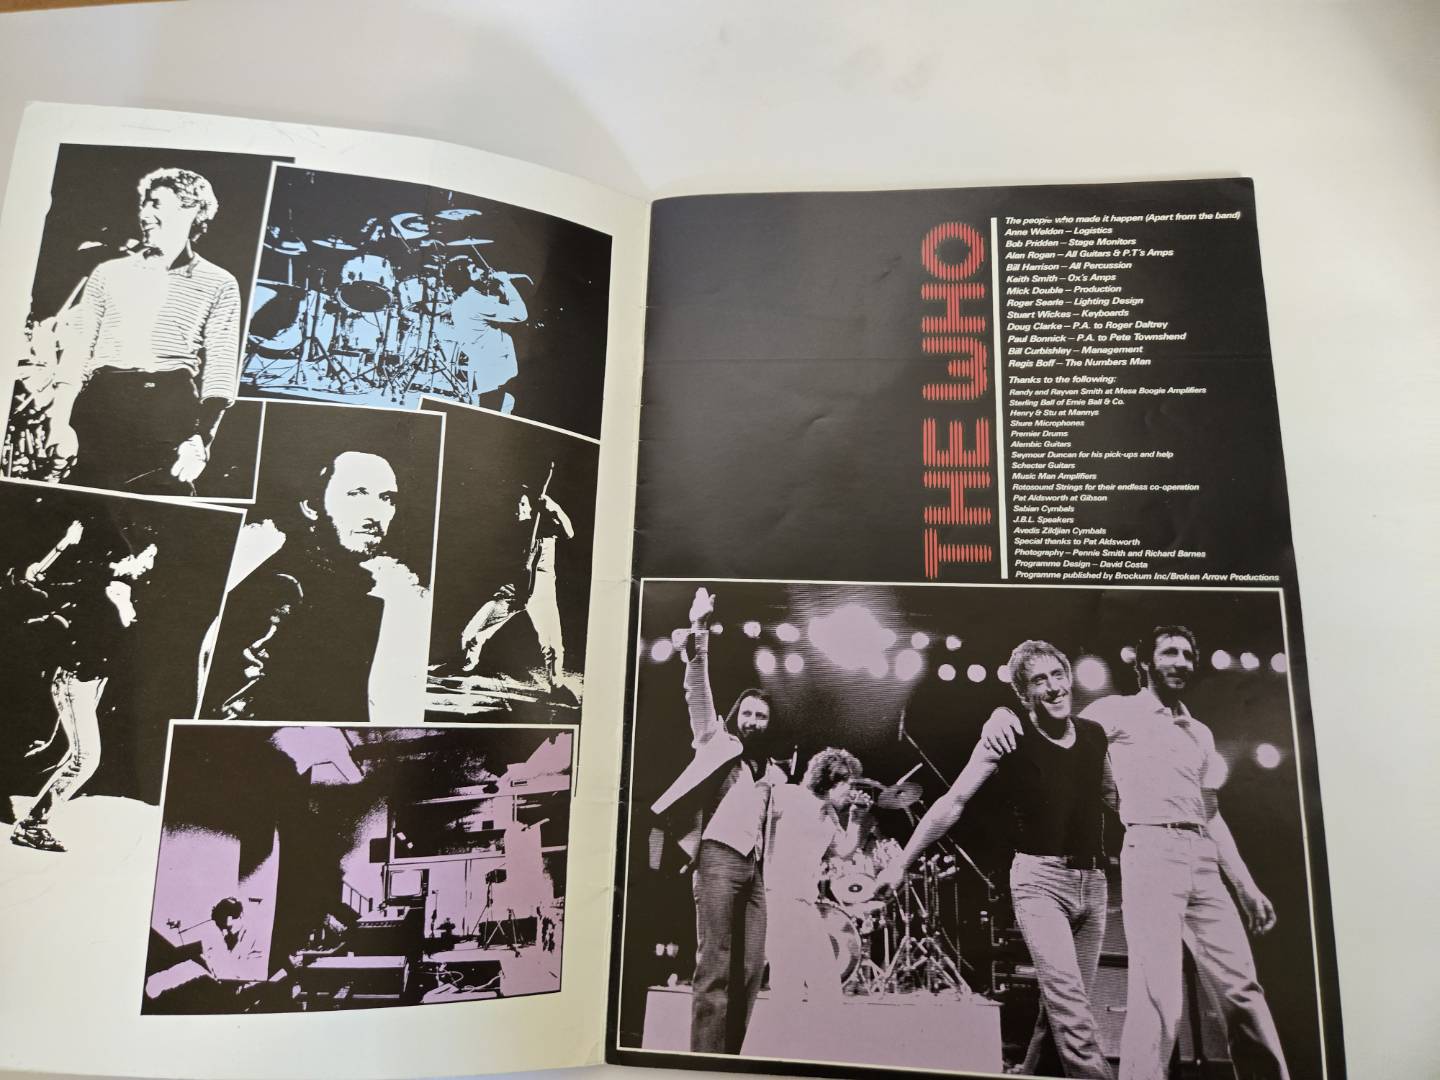 THE WHO
The people who made it happen (Apart from the band)
Anne Weldon – Logistics
Bob Pridden – Stage Monitors
Alan Rogan – All Guitars & P.T's Amps
Bill Harrison – All Percussion
Keith Smith – Ox's Amps
Mick Double – Production
Roger Searle – Lighting Design
Stuart Wickes – Keyboards
Doug Clarke – P.A. to Roger Daltrey
Paul Bonnick – P.A. to Pete Townshend
Bill Curbishley – Management
Regis Boff – The Numbers Man
Thanks to the following:
Randy and Rayven Smith at Mesa Boogie Amplifiers
Sterling Ball of Ernie Ball & Co.
Henry & Stu at Mannys
Shure Microphones
Premier Drums
Alembic Guitars
Seymour Duncan for his pick-ups and help
Schecter Guitars
Music Man Amplifiers
Rotosound Strings for their endless co-operation
Pat Aldsworth at Gibson
Sabian Cymbals
J.B.L. Speakers
Avedis Zildjian Cymbals
Special thanks to Pat Aldsworth
Photography – Pennie Smith and Richard Barnes
Programme Design – David Costa
Programme published by Brockum Inc/Broken Arrow Productions